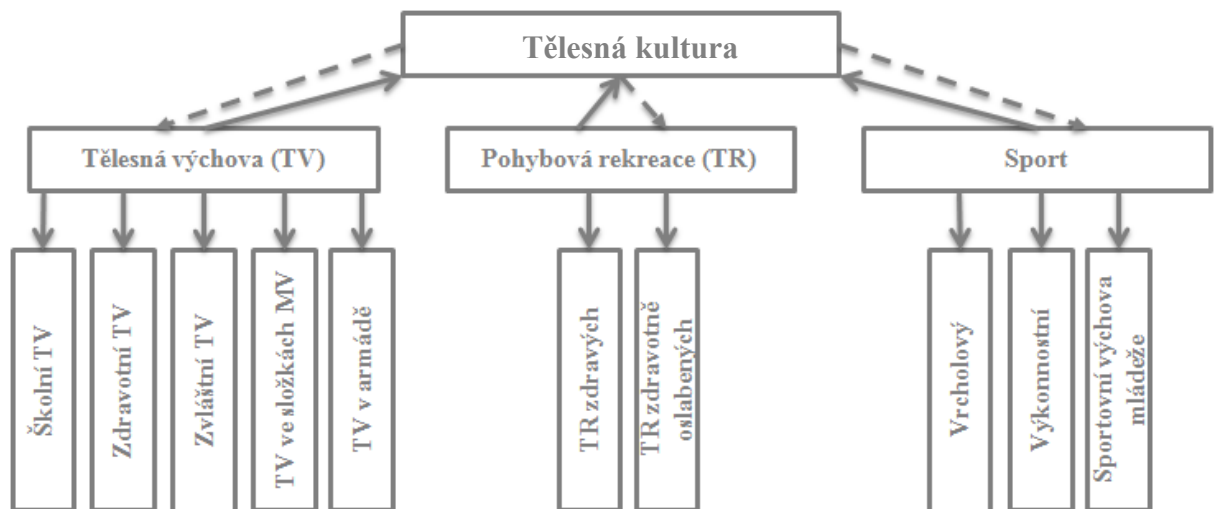 Tělesná kultura
Tělesná výchova (TV)
Pohybová rekreace (TR)
Sport
Školní TV
Zdravotní TV
Zvláštní TV
TV ve složkách MV
TV v armádě
TR zdravých
TR zdravotně
oslabených
Vrcholový
Výkonnostní
Sportovní výchova
mládeže